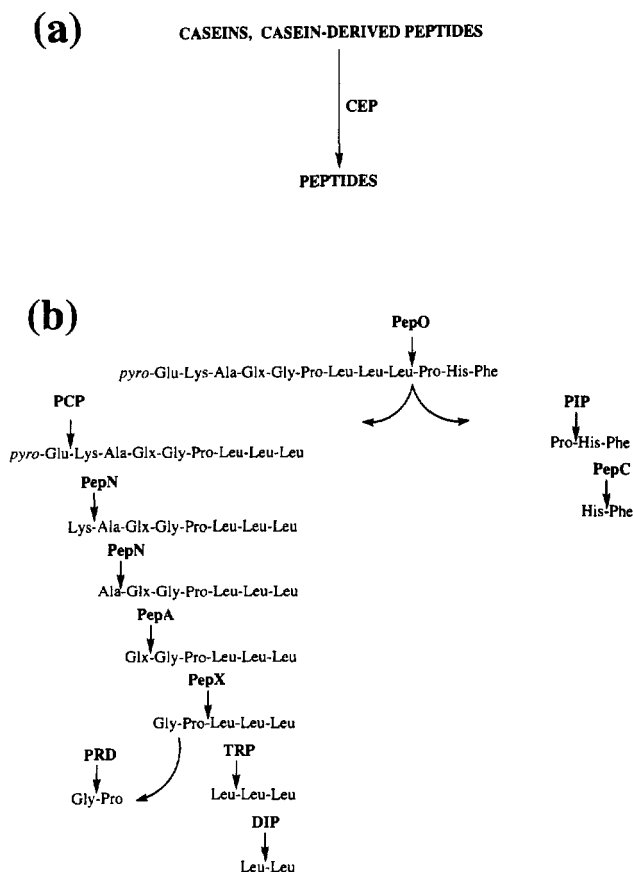 (a)
CASEINS, CASEIN-DERIVED PEPTIDES
CEP
PEPTIDES
(b)
PepO
pyro-Glu-Lys-Ala-Glx-Gly-Pro-Leu-Leu-Leu-Pro-His-Phe
PCP
PIP
pyro-Glu-Lys-Ala-Glx-Gly-Pro-Leu-Leu-Leu
Pro-His-Phe
PepN
PepC
Lys-Ala-Glx-Gly-Pro-Leu-Leu-Leu
His-Phe
PepN
Ala-Glx-Gly-Pro-Leu-Leu-Leu
PepA
Glx-Gly-Pro-Leu-Leu-Leu
PepX
Gly-Pro-Leu-Leu-Leu
PRD
TRP
Gly-Pro
Leu-Leu-Leu
DIP
Leu-Leu